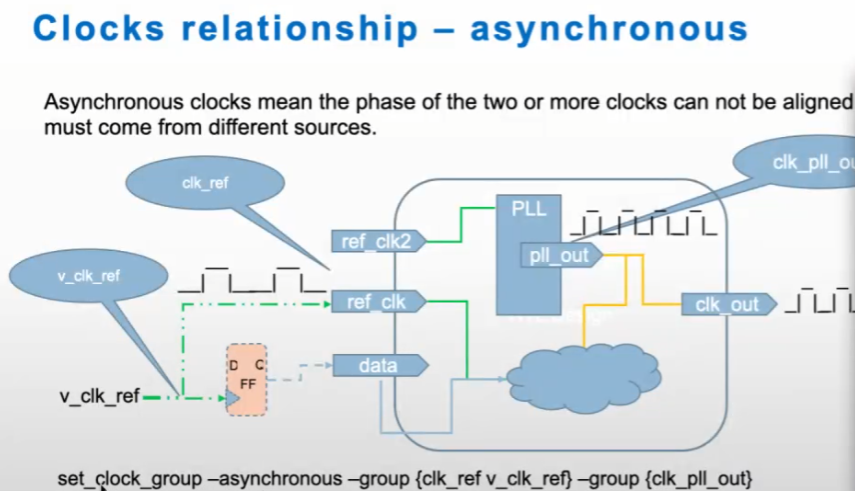 Clocks relationship – asynchronous
Asynchronous clocks mean the phase of the two or more clocks can not be aligned
must come from different sources.
clk_ref
clk_pll_ou
PLL
ref_clk2
pll_out
v_clk_ref
ref_clk
clk_out
D C
FF
data
v_clk_ref
set_clock_group –asynchronous –group {clk_ref v_clk_ref} –group {clk_pll_out}